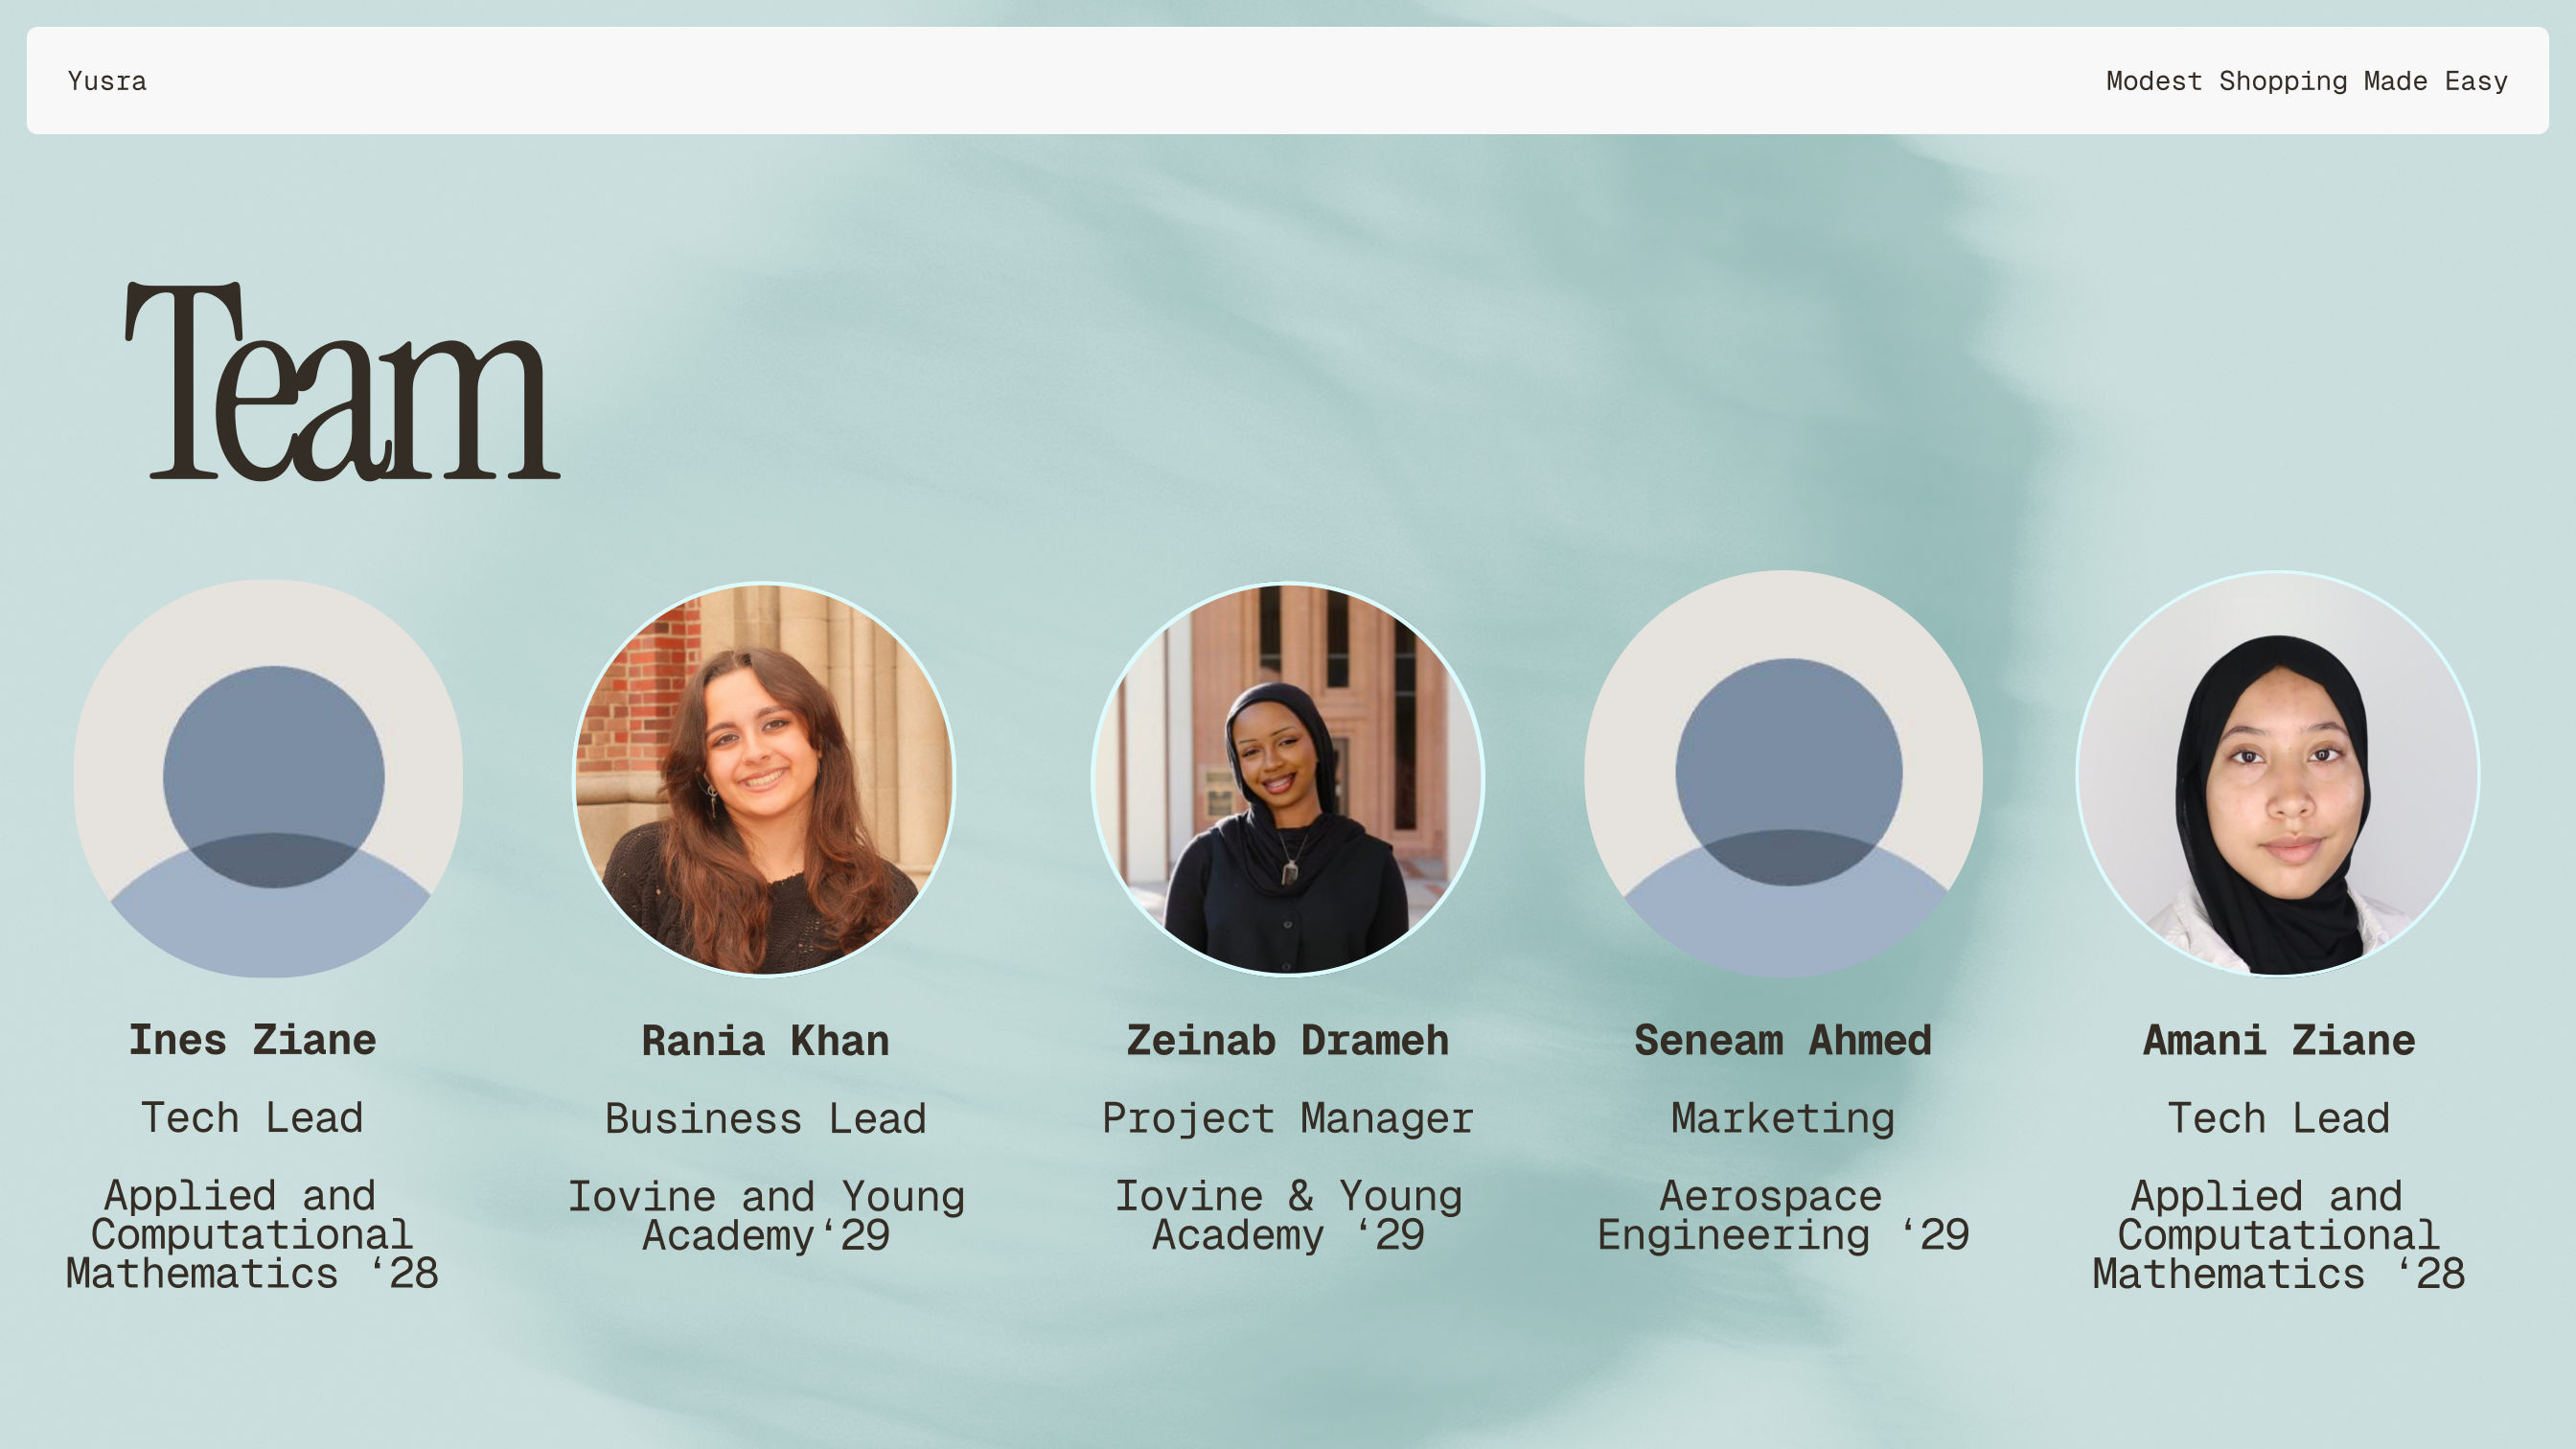 Yusra
Modest Shopping Made Easy
Team
Ines Ziane
Tech Lead
Applied and
Computational
Mathematics ‘28
Rania Khan
Business Lead
Iovine and Young
Academy‘29
Zeinab Drameh
Project Manager
Iovine & Young
Academy ‘29
Seneam Ahmed
Marketing
Aerospace
Engineering ‘29
Amani Ziane
Tech Lead
Applied and
Computational
Mathematics ‘28